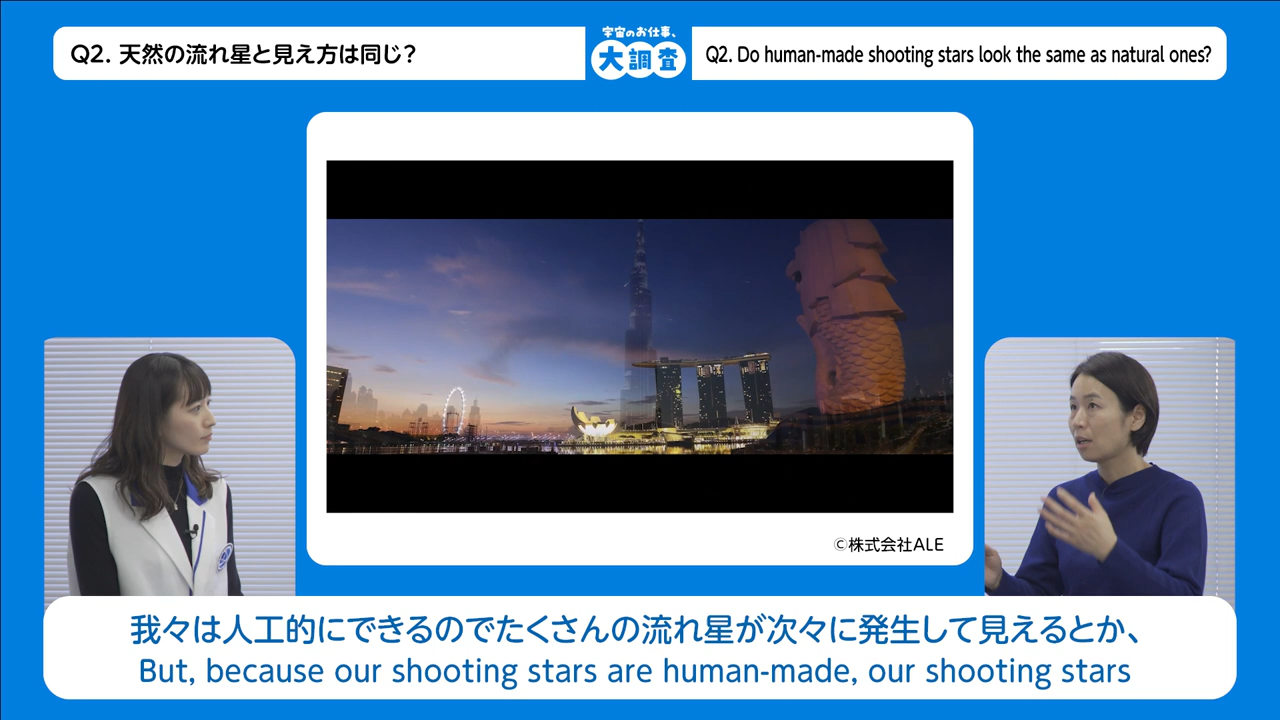 Q2. 天然の流れ星と見え方は同じ？
宇宙のお仕事、
大調査
Q2. Do human-made shooting stars look the same as natural ones?
©株式会社ALE
我々は人工的にできるのでたくさんの流れ星が次々に発生して見えるとか、
But, because our shooting stars are human-made, our shooting stars